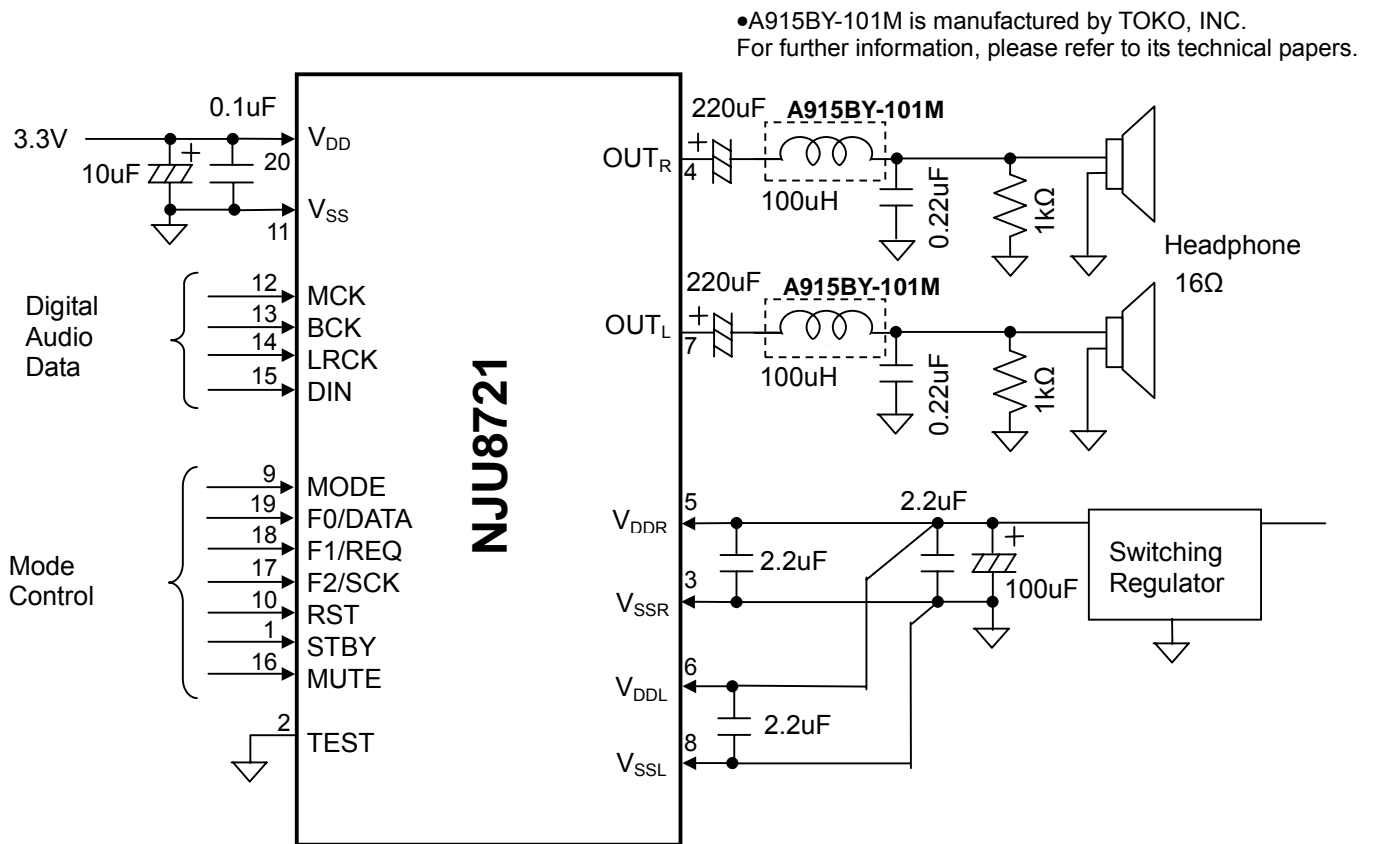 ●A915BY-101M is manufactured by TOKO, INC.
For further information, please refer to its technical papers.
3.3V
0.1uF
+
10uF
VDD
20
VSS
11
Digital
Audio
Data
12
MCK
13
BCK
14
LRCK
15
DIN
Mode
Control
9
MODE
19
F0/DATA
18
F1/REQ
17
F2/SCK
10
RST
1
STBY
16
MUTE
2
TEST
NJU8721
OUTR
4
220uF
+
A915BY-101M
100uH
0.22uF
1kΩ
Headphone
16Ω
OUTL
7
220uF
+
A915BY-101M
100uH
0.22uF
1kΩ
VDDR
5
2.2uF
2.2uF
+
100uF
Switching
Regulator
VSSR
3
VDDL
6
2.2uF
VSSL
8